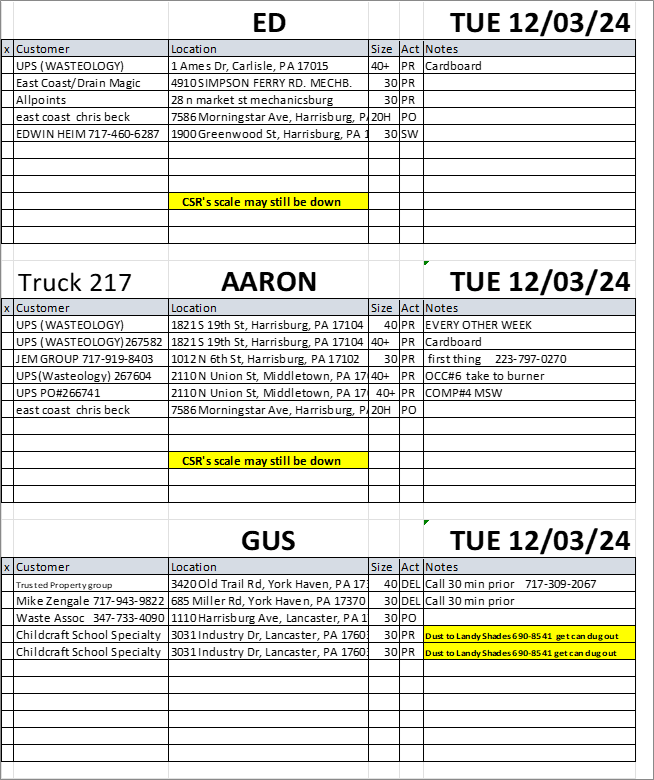 ED TUE 12/03/24
x Customer Location Size Act Notes
UPS (WASTEOLOGY) 1 Ames Dr, Carlisle, PA 17015 40+ PR Cardboard
East Coast/Drain Magic 4910 SIMPSON FERRY RD. MECHB. 30 PR
Allpoints 28 n market st mechanicsburg 30 PR
east coast chris beck 7586 Morningstar Ave, Harrisburg, PA 20H PO
EDWIN HEIM 717-460-6287 1900 Greenwood St, Harrisburg, PA 1 30 SW
CSR's scale may still be down
Truck 217 AARON TUE 12/03/24
x Customer Location Size Act Notes
UPS (WASTEOLOGY) 1821 S 19th St, Harrisburg, PA 17104 40 PR EVERY OTHER WEEK
UPS (WASTEOLOGY) 267582 1821 S 19th St, Harrisburg, PA 17104 40+ PR Cardboard
JEM GROUP 717-919-8403 1012 N 6th St, Harrisburg, PA 17102 30 PR first thing 223-797-0270
UPS(Wasteology) 267604 2110 N Union St, Middletown, PA 170 40+ PR OCC#6 take to burner
UPS PO#266741 2110 N Union St, Middletown, PA 170 40+ PR COMP#4 MSW
east coast chris beck 7586 Morningstar Ave, Harrisburg, PA 20H PO
CSR's scale may still be down
GUS TUE 12/03/24
x Customer Location Size Act Notes
Trusted Property group 3420 Old Trail Rd, York Haven, PA 173 40 DEL Call 30 min prior 717-309-2067
Mike Zengale 717-943-9822 685 Miller Rd, York Haven, PA 17370 30 DEL Call 30 min prior
Waste Assoc 347-733-4090 1110 Harrisburg Ave, Lancaster, PA 1 30 PO
Childcraft School Specialty 3031 Industry Dr, Lancaster, PA 1760 30 PR Dust to Landy Shades 690-8541 get can dug out
Childcraft School Specialty 3031 Industry Dr, Lancaster, PA 1760 30 PR Dust to Landy Shades 690-8541 get can dug out